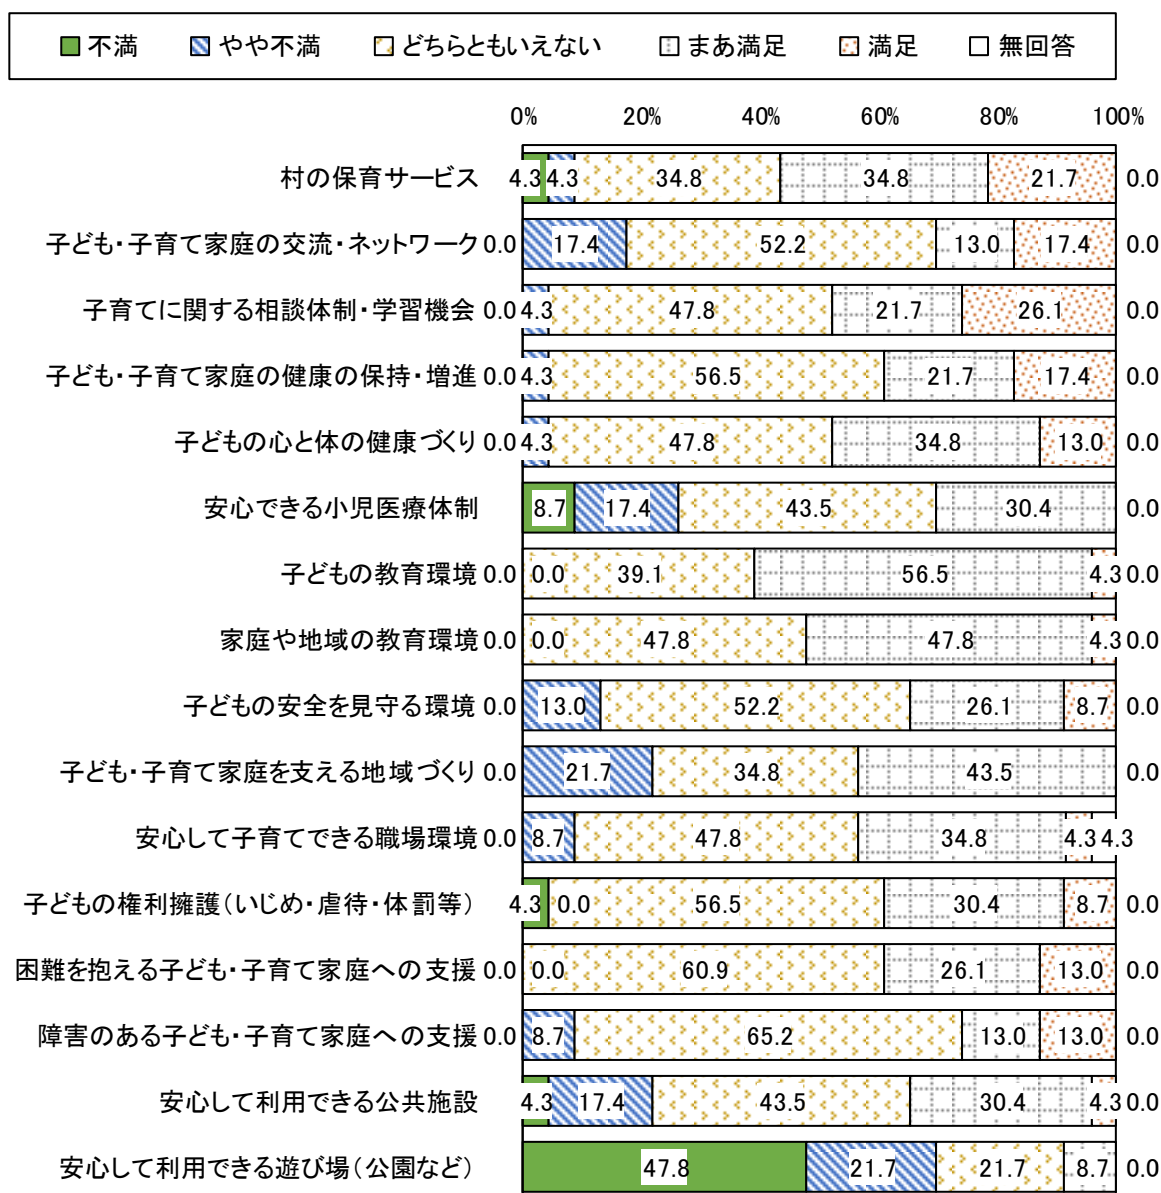 不満 やや不満 どちらともいえない まあ満足 満足 無回答
0% 20% 40% 60% 80% 100%
村の保育サービス 4.3 4.3 34.8 34.8 21.7 0.0
子ども・子育て家庭の交流・ネットワーク 0.0 17.4 52.2 13.0 17.4 0.0
子育てに関する相談体制・学習機会 0.0 4.3 47.8 21.7 26.1 0.0
子ども・子育て家庭の健康の保持・増進 0.0 4.3 56.5 21.7 17.4 0.0
子どもの心と体の健康づくり 0.0 4.3 47.8 34.8 13.0 0.0
安心できる小児医療体制 8.7 17.4 43.5 30.4 0.0
子どもの教育環境 0.0 0.0 39.1 56.5 4.3 0.0
家庭や地域の教育環境 0.0 0.0 47.8 47.8 4.3 0.0
子どもの安全を見守る環境 0.0 13.0 52.2 26.1 8.7 0.0
子ども・子育て家庭を支える地域づくり 0.0 21.7 34.8 43.5 0.0
安心して子育てできる職場環境 0.0 8.7 47.8 34.8 4.3 4.3
子どもの権利擁護（いじめ・虐待・体罰等） 4.3 0.0 56.5 30.4 8.7 0.0
困難を抱える子ども・子育て家庭への支援 0.0 0.0 60.9 26.1 13.0 0.0
障害のある子ども・子育て家庭への支援 0.0 8.7 65.2 13.0 13.0 0.0
安心して利用できる公共施設 4.3 17.4 43.5 30.4 4.3 0.0
安心して利用できる遊び場（公園など） 47.8 21.7 21.7 8.7 0.0